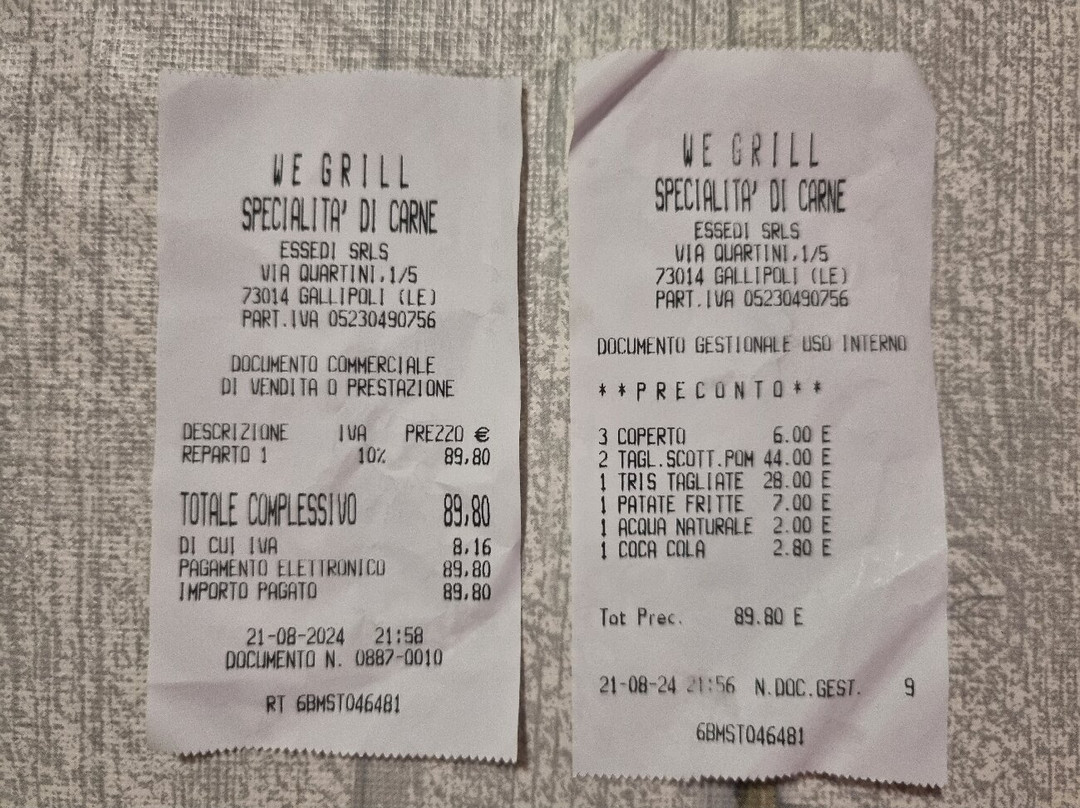 WE GRILL
SPECIALITA' DI CARNE
ESSEDI SRLS
VIA QUARTINI,1/5
73014 GALLIPOLI (LE)
PART.IVA 05230490756
DOCUMENTO COMMERCIALE
DI VENDITA O PRESTAZIONE
DESCRIZIONE IVA PREZZO €
REPARTO 1 10% 89,80
TOTALE COMPLESSIVO 89,80
DI CUI IVA 8,16
PAGAMENTO ELETTRONICO 89,80
IMPORTO PAGATO 89,80
21-08-2024 21:58
DOCUMENTO N. 0887-0010
RT 6BMST046481
WE GRILL
SPECIALITA' DI CARNE
ESSEDI SRLS
VIA QUARTINI,1/5
73014 GALLIPOLI (LE)
PART.IVA 05230490756
DOCUMENTO GESTIONALE USO INTERNO
**PRECONTO**
3 COPERTO 6.00 E
2 TAGL.SCOTT.POM 44.00 E
1 TRIS TAGLIATE 28.00 E
1 PATATE FRITTE 7.00 E
1 ACQUA NATURALE 2.00 E
1 COCA COLA 2.80 E
Tot Prec. 89.80 E
21-08-24 21:56 N.DOC.GEST. 9
6BMST046481